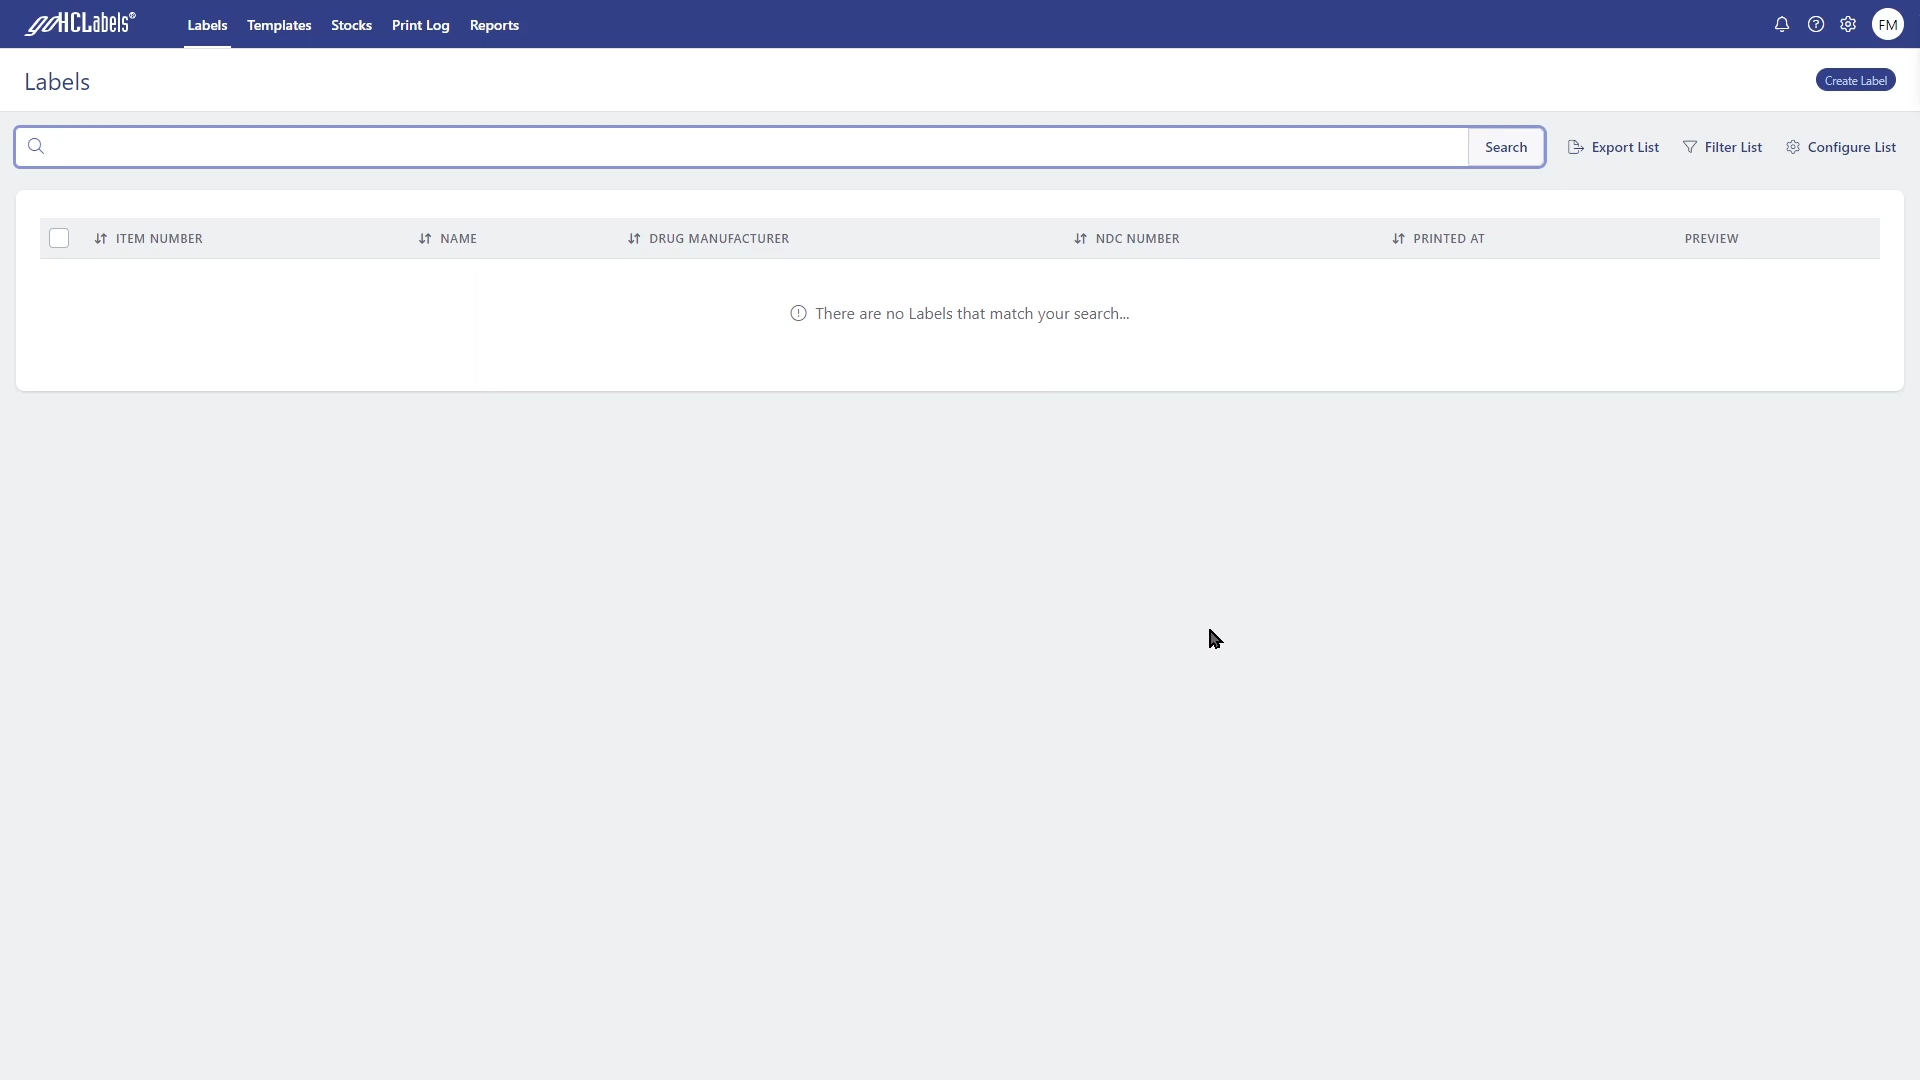 HCLabels®
Labels Templates Stocks Print Log Reports
FM
Labels
Create Label
Search
Export List
Filter List
Configure List
ITEM NUMBER NAME DRUG MANUFACTURER NDC NUMBER PRINTED AT PREVIEW
There are no Labels that match your search...